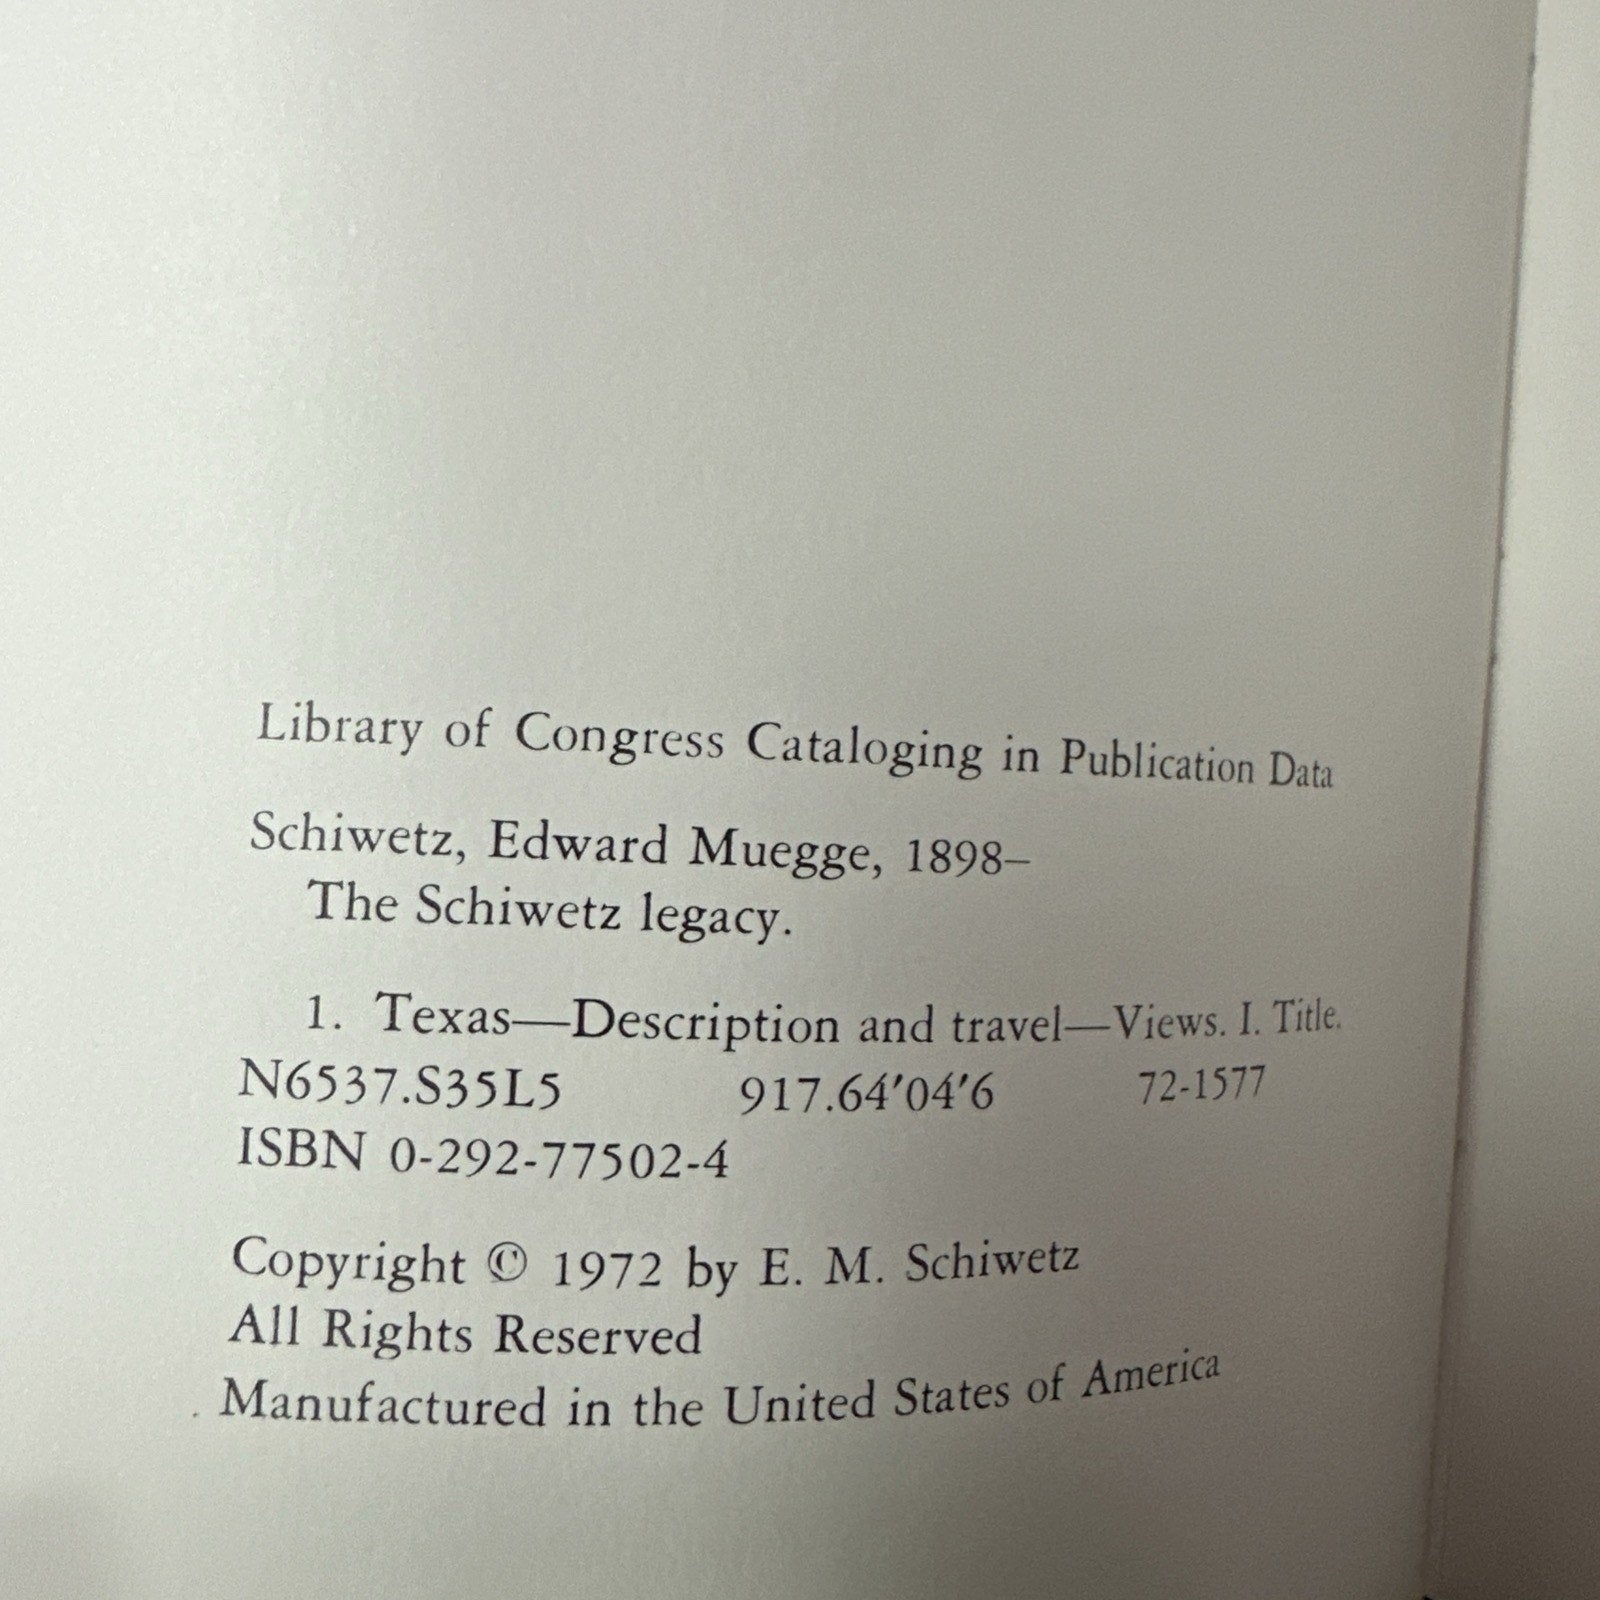 Library of Congress Cataloging in Publication Data
Schiwetz, Edward Muegge, 1898–
The Schiwetz legacy.
1. Texas—Description and travel—Views. I. Title.
N6537.S35L5 917.64′04′6 72-1577
ISBN 0-292-77502-4
Copyright © 1972 by E. M. Schiwetz
All Rights Reserved
Manufactured in the United States of America